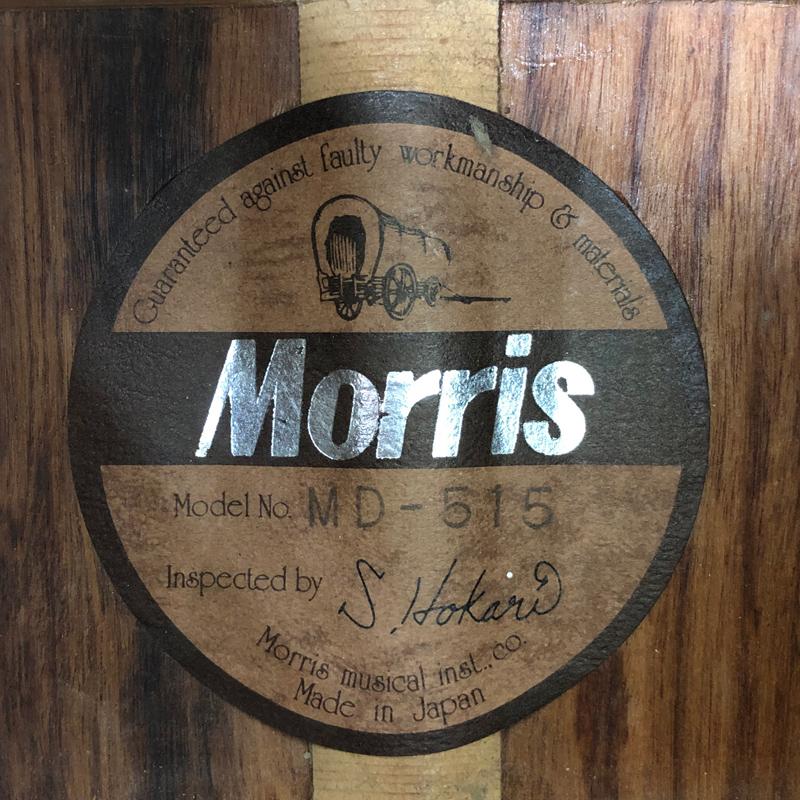 Guaranteed against faulty workmanship & materials
Morris
Model No. MD-515
Inspected by S. Hokari
Morris musical inst., co.
Made in Japan